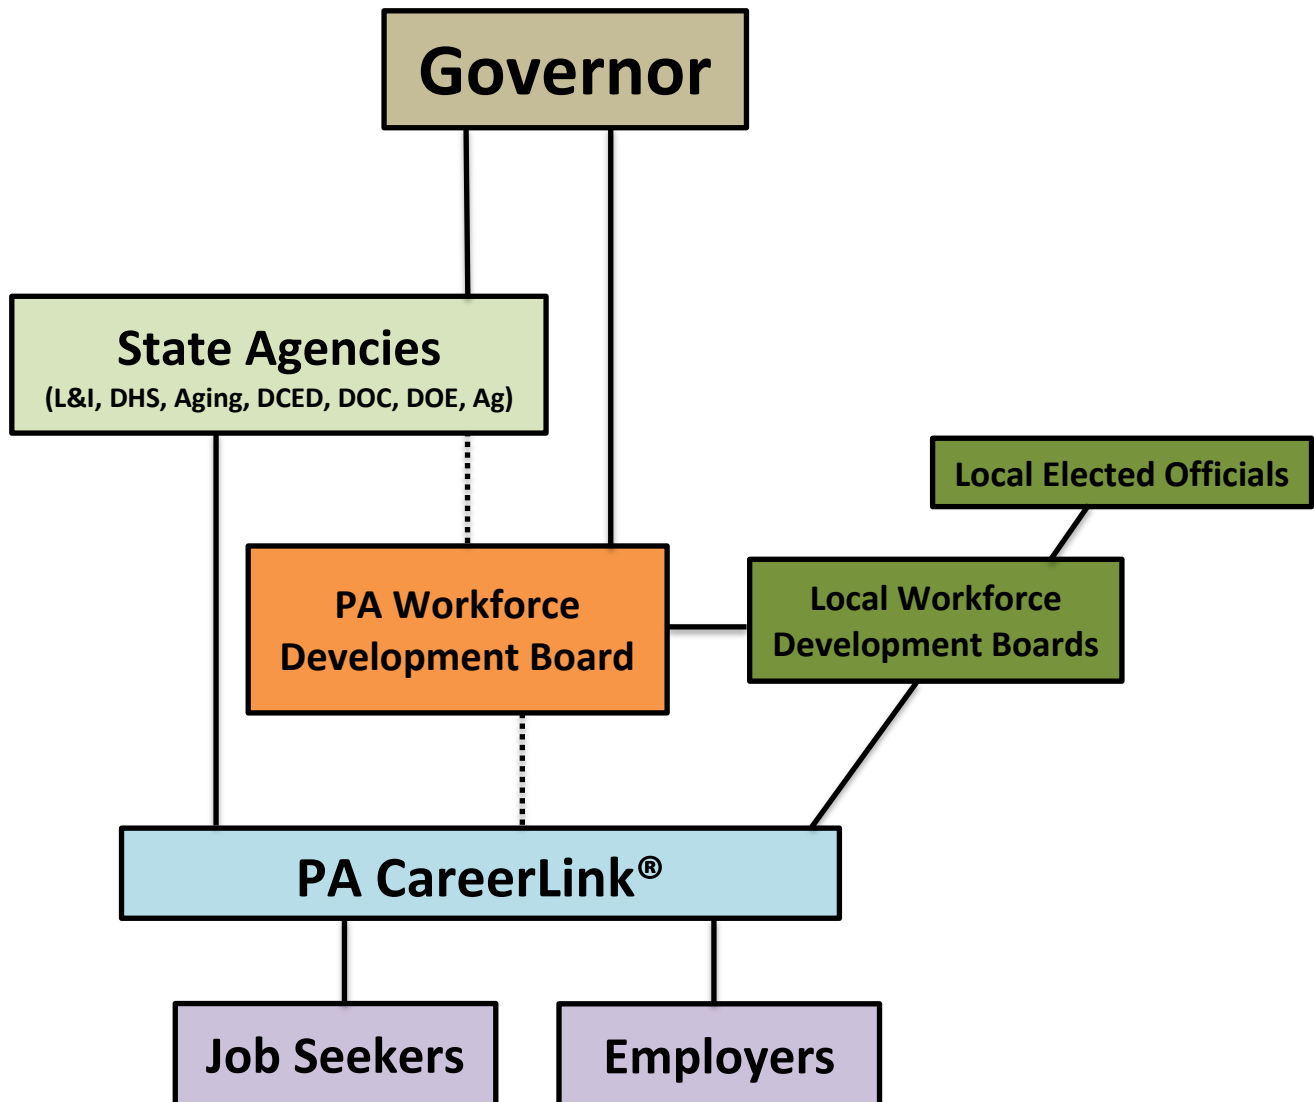 Governor
State Agencies
(L&I, DHS, Aging, DCED, DOC, DOE, Ag)
Local Elected Officials
PA Workforce
Development Board
Local Workforce
Development Boards
PA CareerLink®
Job Seekers
Employers